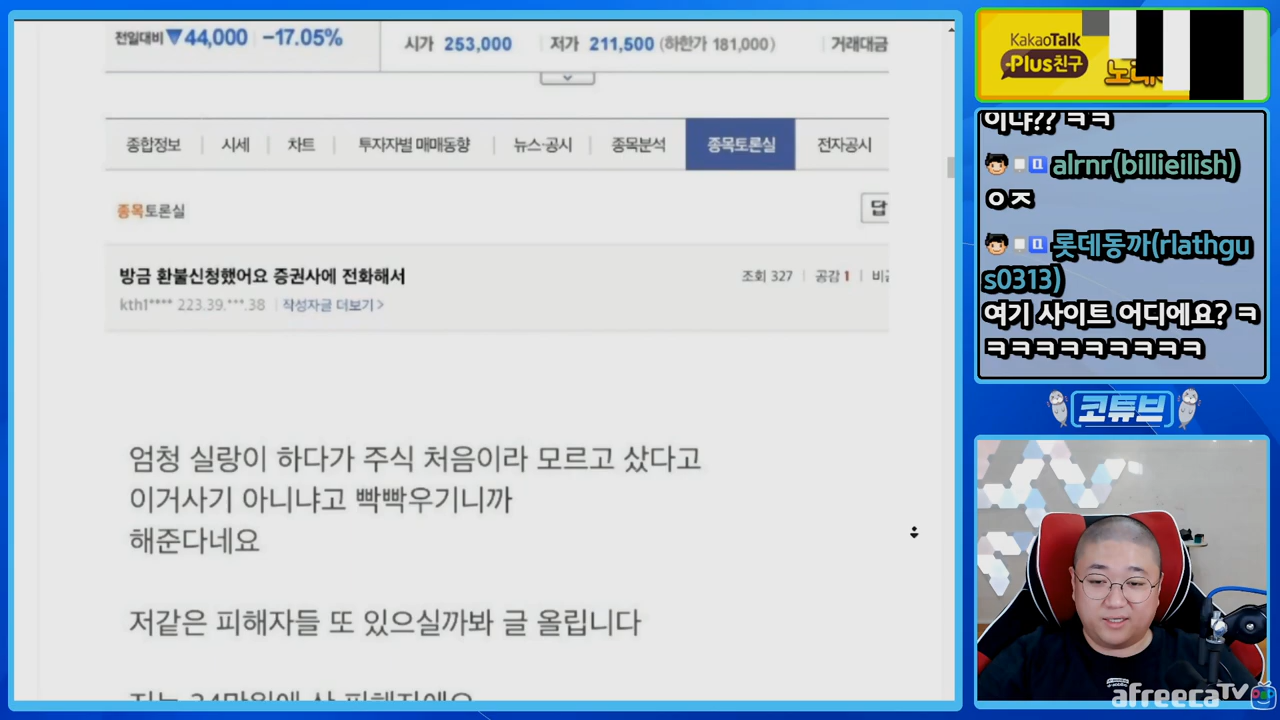 전일대비 ▼44,000 -17.05%
시가 253,000 저가 211,500 (하한가 181,000) 거래대금
종합정보 시세 차트 투자자별 매매동향 뉴스·공시 종목분석 종목토론실 전자공시
종목토론실
답
방금 환불신청했어요 증권사에 전화해서
조회 327 공감 1
kth1**** 223.39.***.38 작성자글 더보기 >
엄청 실랑이 하다가 주식 처음이라 모르고 샀다고
이거사기 아니냐고 빡빡우기니까
해준다네요
저같은 피해자들 또 있으실까봐 글 올립니다
KakaoTalk
Plus친구
이냐?? ㅋㅋ
alrnr(billieilish)
ㅇㅈ
롯데동까(rlathgu
s0313)
여기 사이트 어디에요? ㅋ
ㅋㅋㅋㅋㅋㅋㅋㅋㅋ
코튜브
afreecaTV